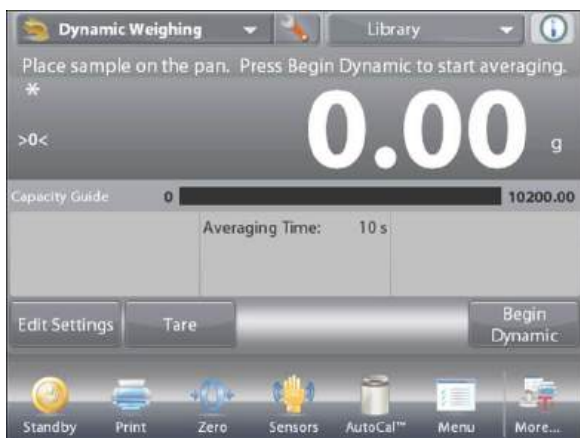 Dynamic Weighing
Library
Place sample on the pan. Press Begin Dynamic to start averaging.
*
>0<
0.00 g
Capacity Guide 0 10200.00
Averaging Time: 10 s
Edit Settings
Tare
Begin
Dynamic
Standby
Print
Zero
Sensors
AutoCal™
Menu
More...